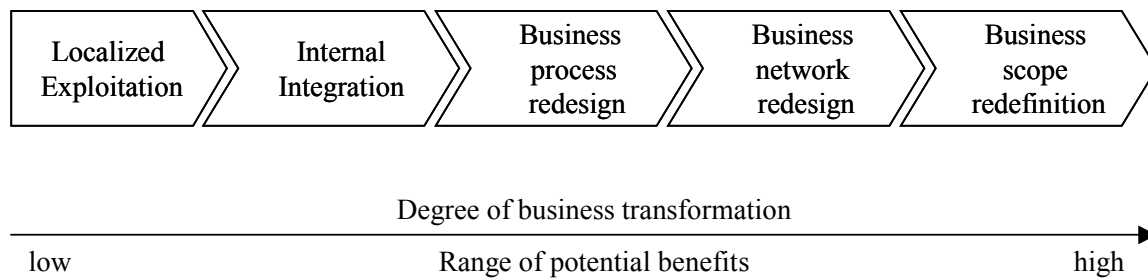 Localized
Exploitation
Internal
Integration
Business
process
redesign
Business
network
redesign
Business
scope
redefinition
Degree of business transformation
low Range of potential benefits high